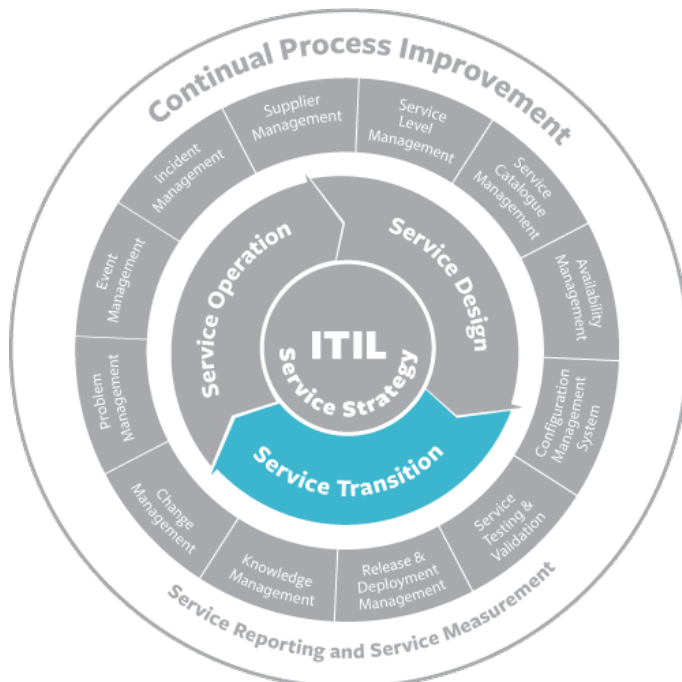 Continual Process Improvement
Supplier
Management
Service
Level
Management
Service
Catalogue
Management
Availability
Management
Configuration
Management
System
Service
Testing &
Validation
Release &
Deployment
Management
Knowledge
Management
Change
Management
Problem
Management
Event
Management
Incident
Management
Service Operation
Service Design
ITIL
Service Strategy
Service Transition
Service Reporting and Service Measurement